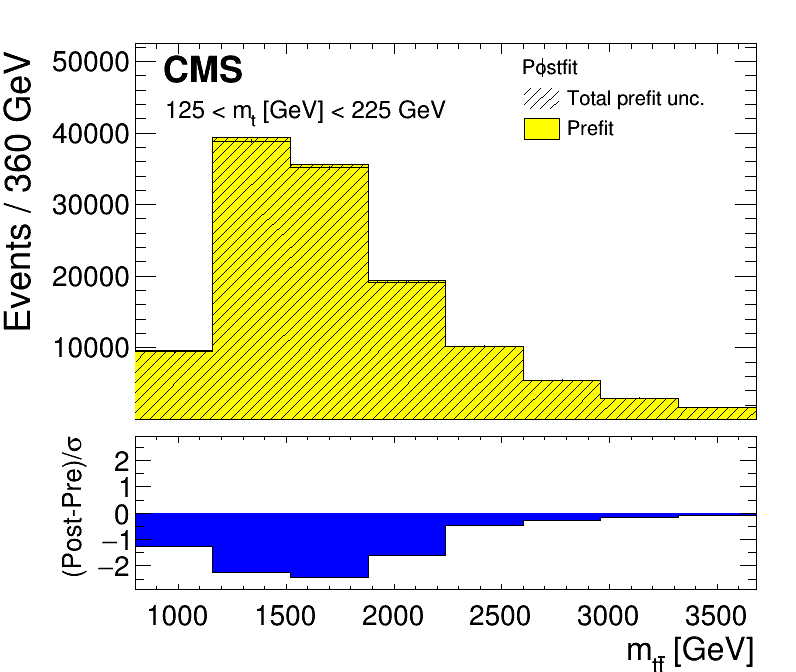 Events / 360 GeV
50000
40000
30000
20000
10000
CMS
125 < m_t [GeV] < 225 GeV
Postfit
Total prefit unc.
Prefit
(Post-Pre)/σ
2
1
0
−1
−2
1000 1500 2000 2500 3000 3500
m_tt̄ [GeV]